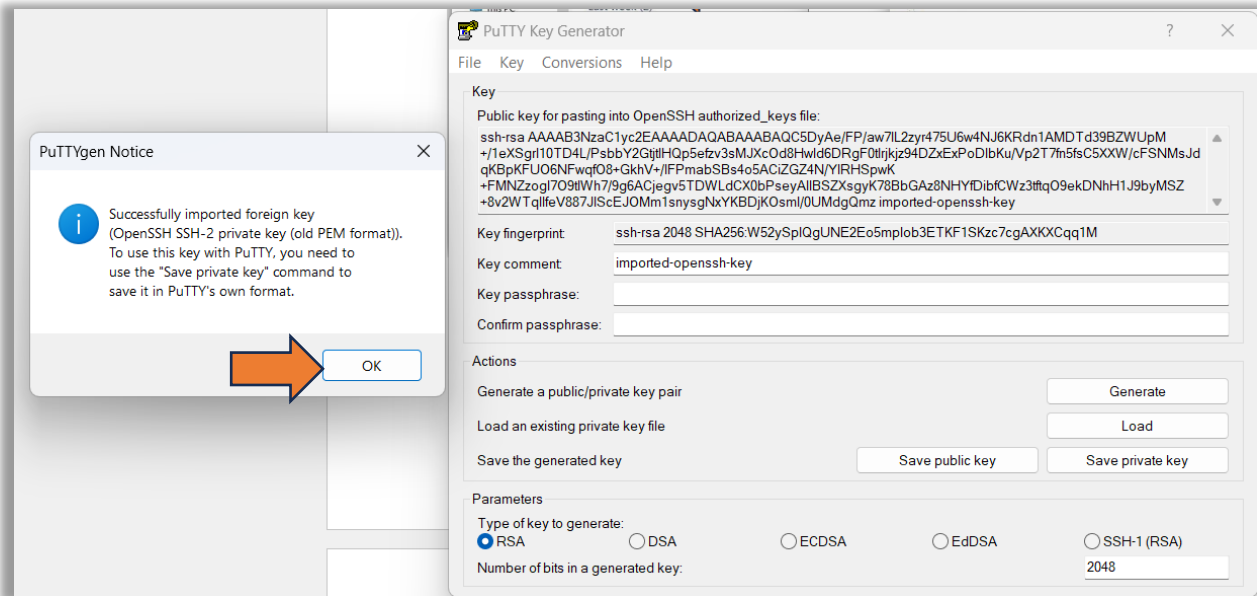 PuTTY Key Generator
File Key Conversions Help
Key
Public key for pasting into OpenSSH authorized_keys file:
ssh-rsa AAAAB3NzaC1yc2EAAAADAQABAAABAQC5DyAe/FP/aw7lL2zyr475U6w4NJ6KRdn1AMDTd39BZWUpM
+/1eXSgrl10TD4L/PsbbY2GtjtlHQp5efzv3sMJXcOd8Hwld6DRgF0tlrjkjz94DZxExPoDlbKu/Vp2T7fn5fsC5XXW/cFSNMsJd
qKBpKFUO6NFwqfO8+GkhV+/lFPmabSBs4o5ACiZGZ4N/YlRHSpwK
+FMNZzogl7O9tlWh7/9g6ACjegv5TDWLdCX0bPseyAllBSZXsgyK78BbGAz8NHYfDibfCWz3tftqO9ekDNhH1J9byMSZ
+8v2WTqllfeV887JlScEJOMm1snysgNxYKBDjKOsml/0UMdgQmz imported-openssh-key
Key fingerprint: ssh-rsa 2048 SHA256:W52ySplQgUNE2Eo5mplob3ETKF1SKzc7cgAXKXCqq1M
Key comment: imported-openssh-key
Key passphrase:
Confirm passphrase:
Actions
Generate a public/private key pair Generate
Load an existing private key file Load
Save the generated key Save public key Save private key
Parameters
Type of key to generate:
RSA DSA ECDSA EdDSA SSH-1 (RSA)
Number of bits in a generated key: 2048
PuTTYgen Notice
Successfully imported foreign key
(OpenSSH SSH-2 private key (old PEM format)).
To use this key with PuTTY, you need to
use the "Save private key" command to
save it in PuTTY's own format.
OK